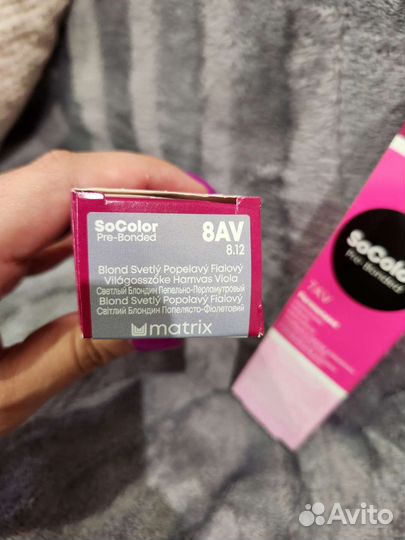 SoColor
Pre-Bonded
8AV
8.12
Blond Svetlý Popelavý Fialový
Világosszőke Hamvas Viola
Светлый Блондин Пепельно-Перламутровый
Blond Svetlý Popolavý Fialový
Світлий Блондин Попелясто-Фіолетовий
matrix
SoColor
Pre-Bonded
Avito